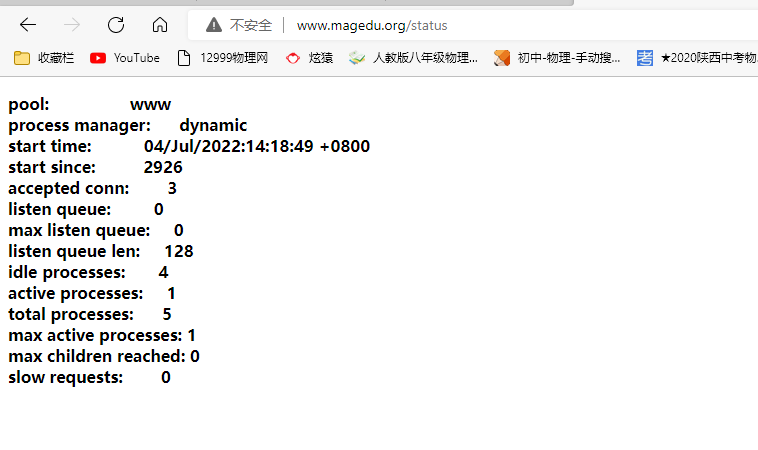 不安全 www.magedu.org/status
收藏栏 YouTube 12999物理网 炫猿 人教版八年级物理... 初中-物理-手动搜... 考 ★2020陕西中考物
pool: www
process manager: dynamic
start time: 04/Jul/2022:14:18:49 +0800
start since: 2926
accepted conn: 3
listen queue: 0
max listen queue: 0
listen queue len: 128
idle processes: 4
active processes: 1
total processes: 5
max active processes: 1
max children reached: 0
slow requests: 0